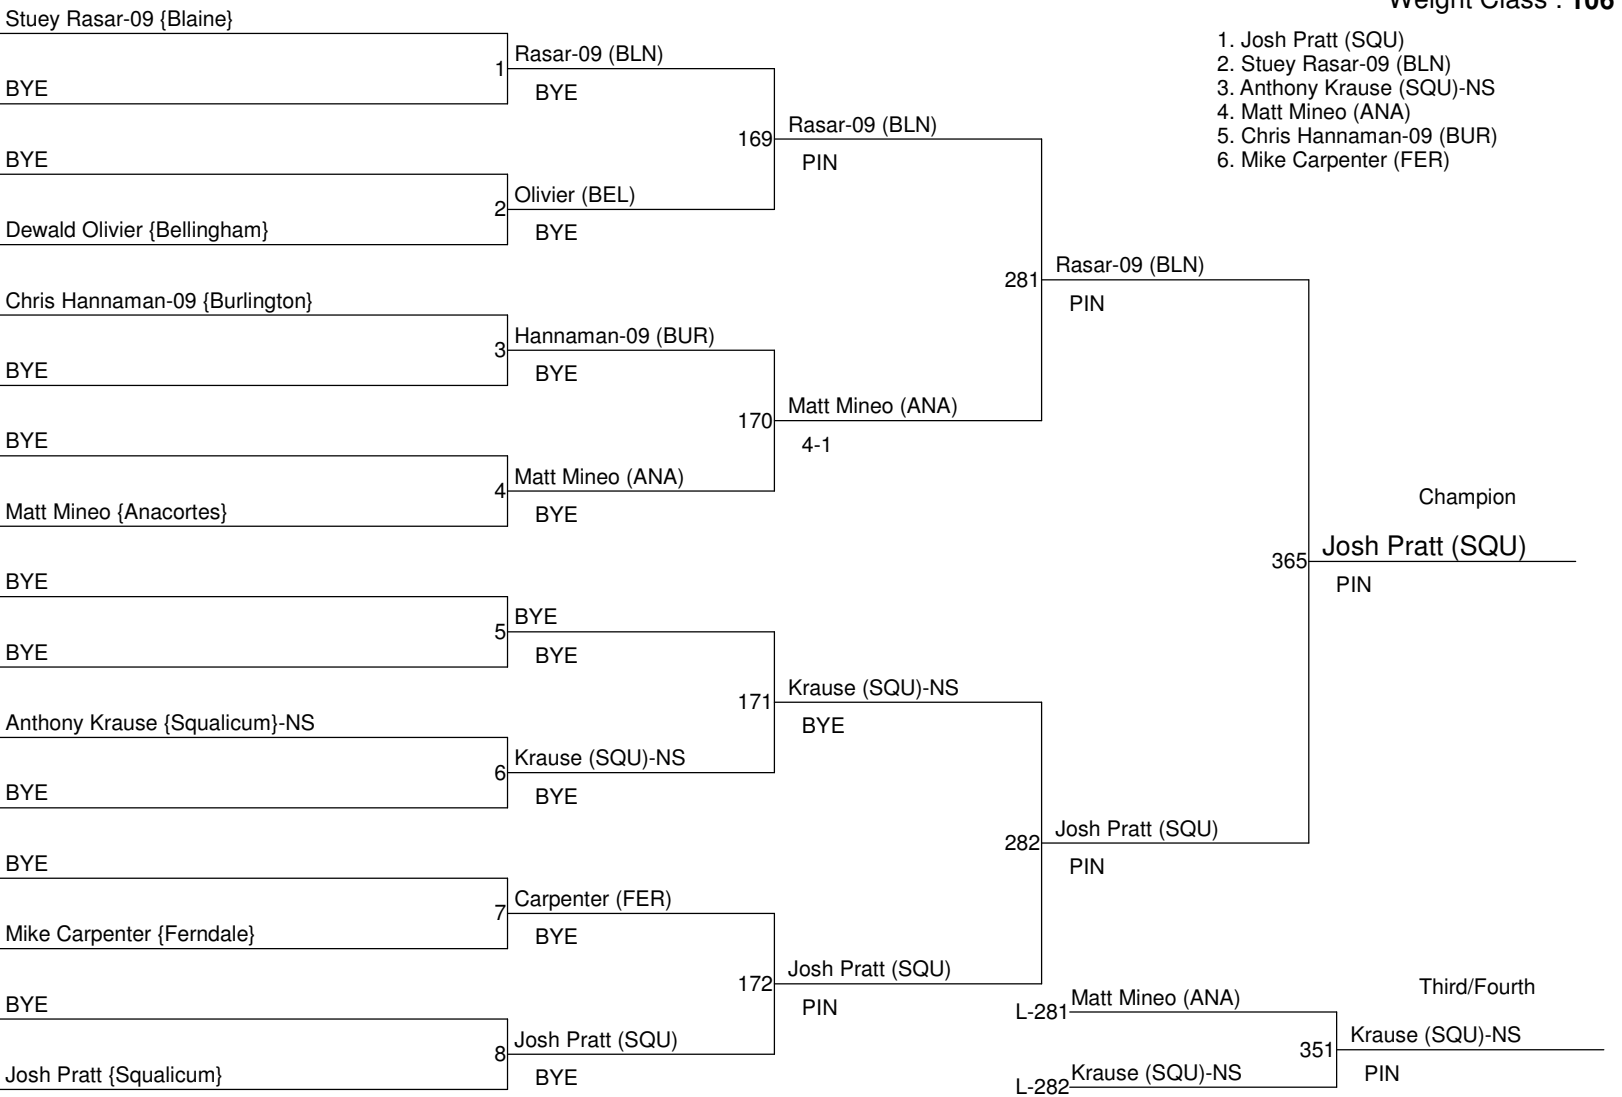 Weight Class : 106
1. Josh Pratt (SQU)
2. Stuey Rasar-09 (BLN)
3. Anthony Krause (SQU)-NS
4. Matt Mineo (ANA)
5. Chris Hannaman-09 (BUR)
6. Mike Carpenter (FER)
Stuey Rasar-09 {Blaine}
BYE
BYE
Dewald Olivier {Bellingham}
Chris Hannaman-09 {Burlington}
BYE
BYE
Matt Mineo {Anacortes}
BYE
BYE
Anthony Krause {Squalicum}-NS
BYE
BYE
Mike Carpenter {Ferndale}
BYE
Josh Pratt {Squalicum}
1
Rasar-09 (BLN)
BYE
2
Olivier (BEL)
BYE
3
Hannaman-09 (BUR)
BYE
4
Matt Mineo (ANA)
BYE
5
BYE
BYE
6
Krause (SQU)-NS
BYE
7
Carpenter (FER)
BYE
8
Josh Pratt (SQU)
BYE
169
Rasar-09 (BLN)
PIN
170
Matt Mineo (ANA)
4-1
171
Krause (SQU)-NS
BYE
172
Josh Pratt (SQU)
PIN
281
Rasar-09 (BLN)
PIN
282
Josh Pratt (SQU)
PIN
Champion
365
Josh Pratt (SQU)
PIN
Third/Fourth
L-281
Matt Mineo (ANA)
L-282
Krause (SQU)-NS
351
Krause (SQU)-NS
PIN